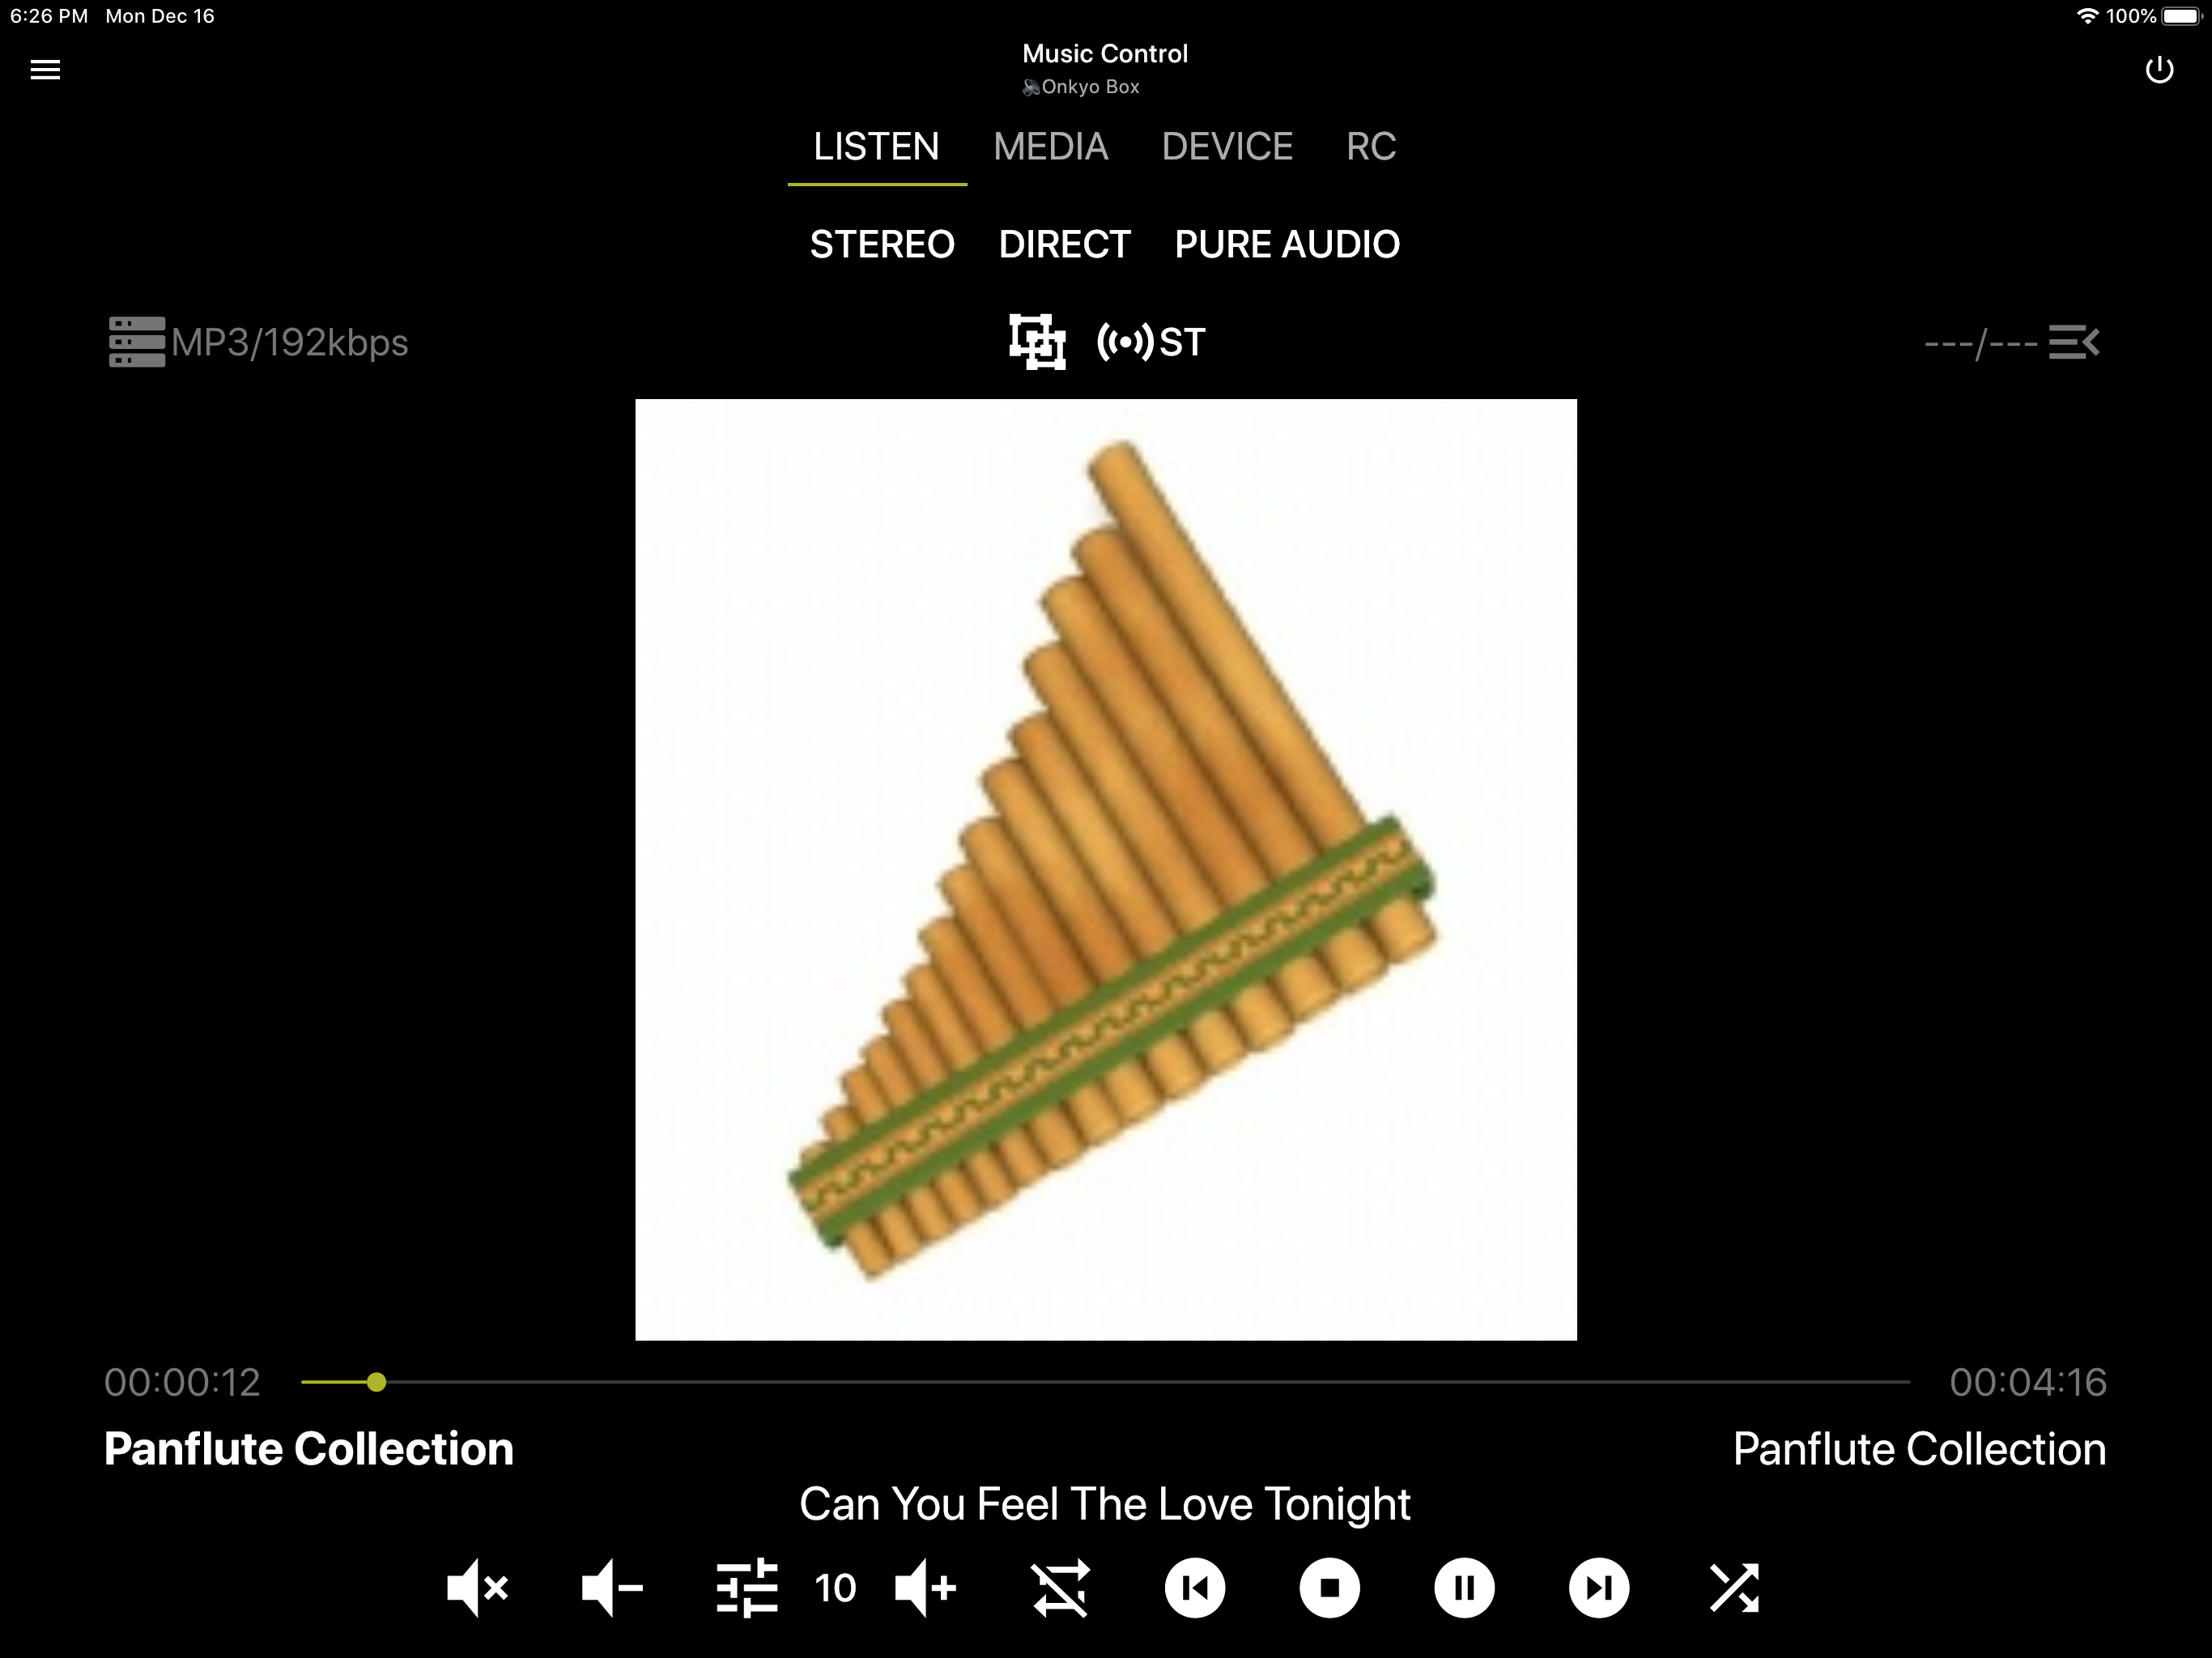 6:26 PM Mon Dec 16 100%
Music Control
Onkyo Box
LISTEN MEDIA DEVICE RC
STEREO DIRECT PURE AUDIO
MP3/192kbps ST ---/---
00:00:12 00:04:16
Panflute Collection Panflute Collection
Can You Feel The Love Tonight
10